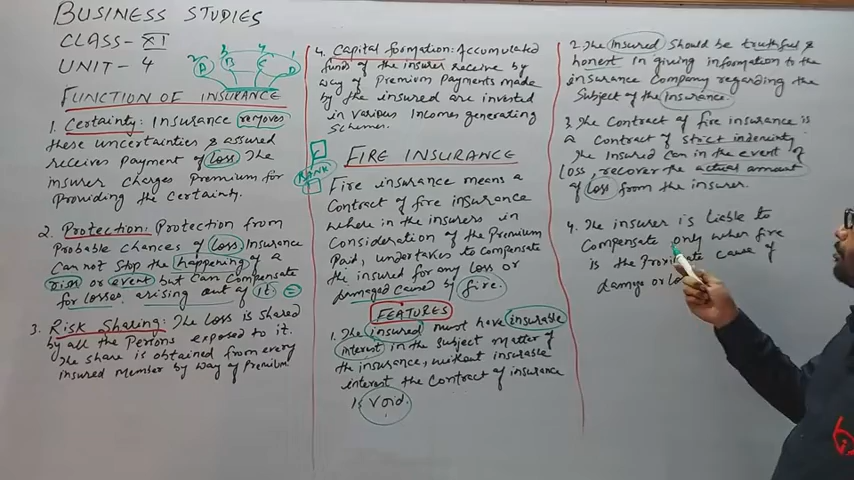 BUSINESS STUDIES
CLASS- XI
UNIT- 4
2 3 4 1
A B C D
FUNCTION OF INSURANCE
1. Certainty: Insurance removes
these uncertainties & assured
receives Payment of loss The
insurer charges Premium for
Providing the Certainty.
2. Protection: Protection from
Probable chances of loss Insurance
Can not Stop the happening of a
risk or event but can Compensate
for losses arising out of it. =
3. Risk Sharing: The loss is shared
by all the Persons exposed to it.
The share is obtained from every
insured member by way of Premium
4. Capital formation: Accumulated
funds of the insurer receive by
way of Premium Payments made
by the insured are invested
in various Incomes generating
Schemes.
BANK
FIRE INSURANCE
Fire insurance means a
Contract of fire insurance
where in the insurers in
Consideration of the Premium
Paid, undertakes to Compensate
the insured for any loss or
damaged caused by fire.
FEATURES
1. The insured must have insurable
interest in the subject matter of
the insurance, without insurable
interest the Contract of insurance
is void.
2. The insured should be truthful &
honest in giving information to the
insurance Company regarding the
Subject of the insurance.
3. The Contract of fire insurance is
a Contract of strict indeminity.
The Insured Can in the event of
loss, recover the actual amount
of loss from the insurer.
4. The insurer is liable to
Compensate only when fire
is the cause of
damge or